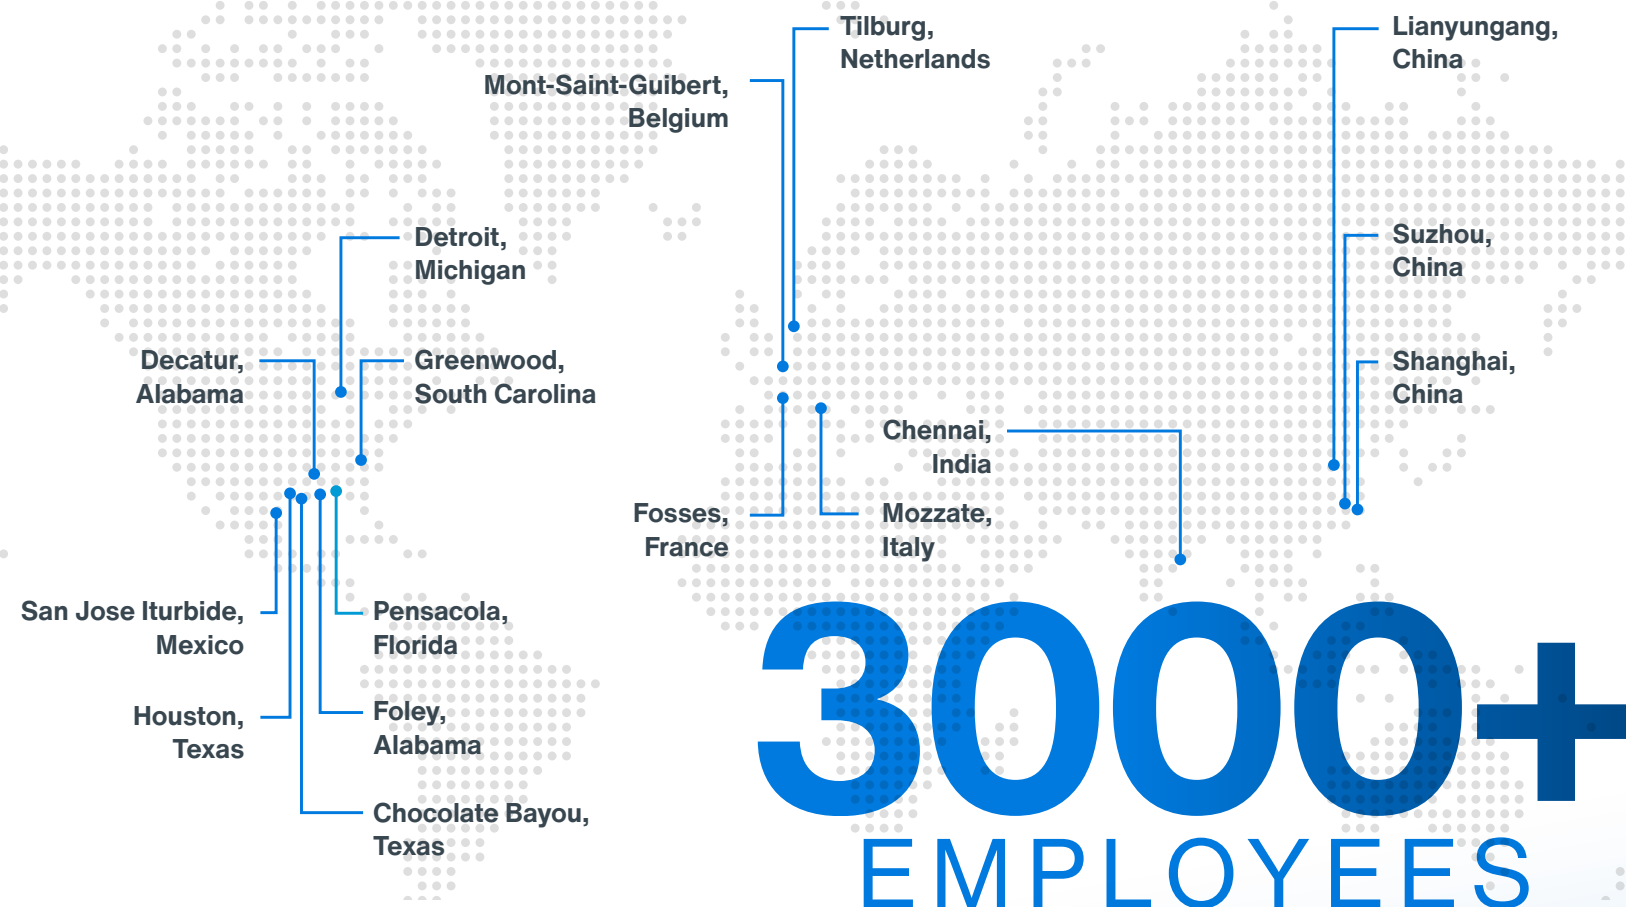 Tilburg,
Netherlands
Lianyungang,
China
Mont-Saint-Guibert,
Belgium
Detroit,
Michigan
Suzhou,
China
Decatur,
Alabama
Greenwood,
South Carolina
Shanghai,
China
Chennai,
India
Fosses,
France
Mozzate,
Italy
San Jose Iturbide,
Mexico
Pensacola,
Florida
Houston,
Texas
Foley,
Alabama
Chocolate Bayou,
Texas
3000+
EMPLOYEES